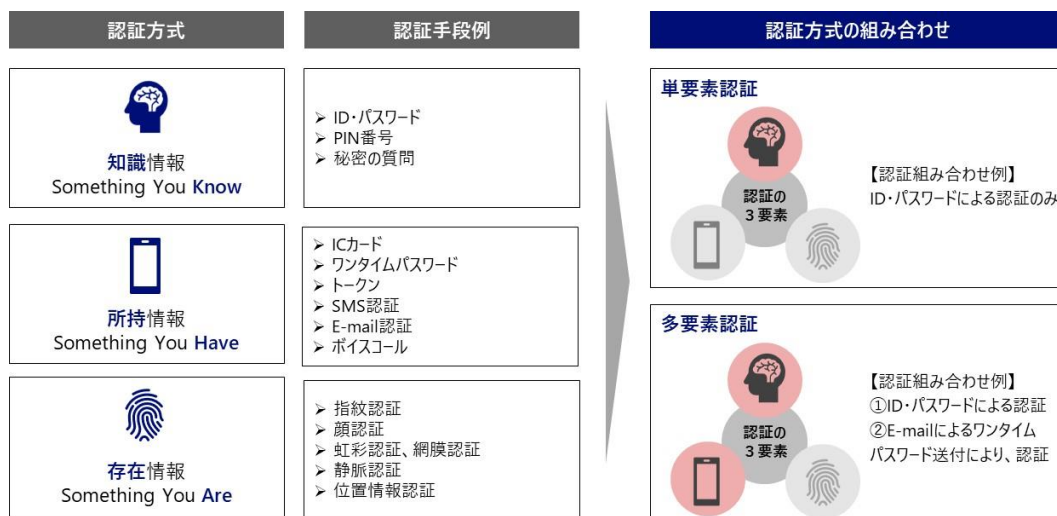 認証方式
認証手段例
認証方式の組み合わせ
知識情報
Something You Know
➢ ID・パスワード
➢ PIN番号
➢ 秘密の質問
所持情報
Something You Have
➢ ICカード
➢ ワンタイムパスワード
➢ トークン
➢ SMS認証
➢ E-mail認証
➢ ボイスコール
存在情報
Something You Are
➢ 指紋認証
➢ 顔認証
➢ 虹彩認証、網膜認証
➢ 静脈認証
➢ 位置情報認証
単要素認証
認証の
３要素
【認証組み合わせ例】
ID・パスワードによる認証のみ
多要素認証
認証の
３要素
【認証組み合わせ例】
①ID・パスワードによる認証
②E-mailによるワンタイム
パスワード送付により、認証